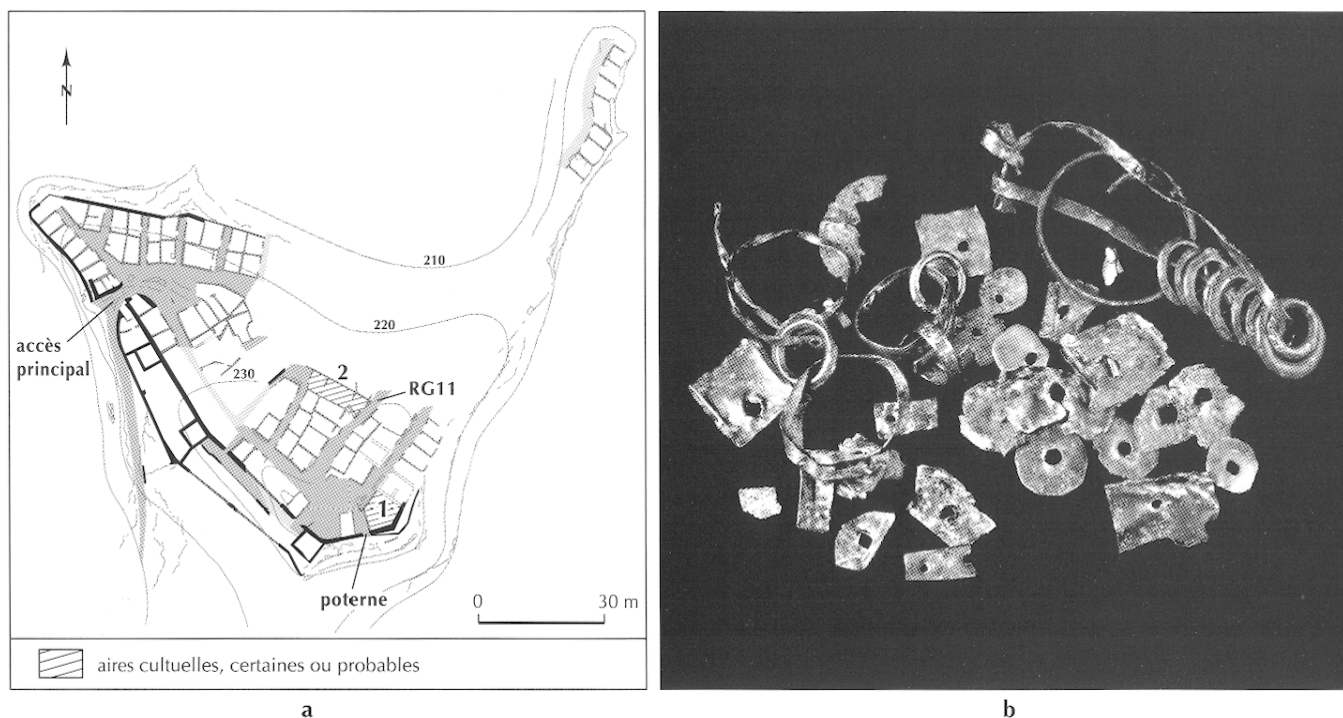 N
210
220
accès
principal
230
2
RG11
1
poterne
0 30 m
aires cultuelles, certaines ou probables
a
b